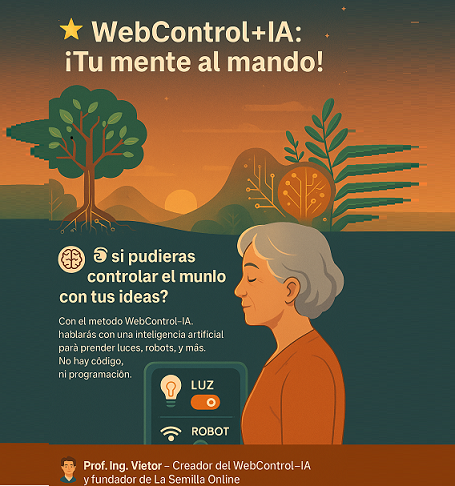 WebControl+IA:
¡Tu mente al mando!
si pudieras
controlar el munlo
con tus ideas?
Con el metodo WebControl-IA.
hablarás con una inteligencia artificial
para prender luces, robots, y más.
No hay código,
ni programación.
LUZ
ROBOT
Prof. Ing. Vietor – Creador del WebControl-IA
y fundador de La Semilla Online